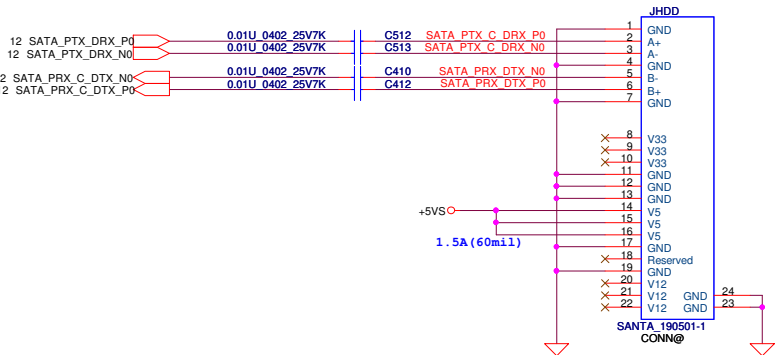 JHDD
12 SATA_PTX_DRX_P0 0.01U_0402_25V7K C512 SATA_PTX_C_DRX_P0
12 SATA_PTX_DRX_N0 0.01U_0402_25V7K C513 SATA_PTX_C_DRX_N0
2 SATA_PRX_C_DTX_N0 0.01U_0402_25V7K C410 SATA_PRX_DTX_N0
2 SATA_PRX_C_DTX_P0 0.01U_0402_25V7K C412 SATA_PRX_DTX_P0
1 GND
2 A+
3 A-
4 GND
5 B-
6 B+
7 GND
8 V33
9 V33
10 V33
11 GND
12 GND
13 GND
+5VS 14 V5
15 V5
16 V5
1.5A(60mil)
17 GND
18 Reserved
19 GND
20 V12
21 V12 GND 24
22 V12 GND 23
SANTA_190501-1
CONN@